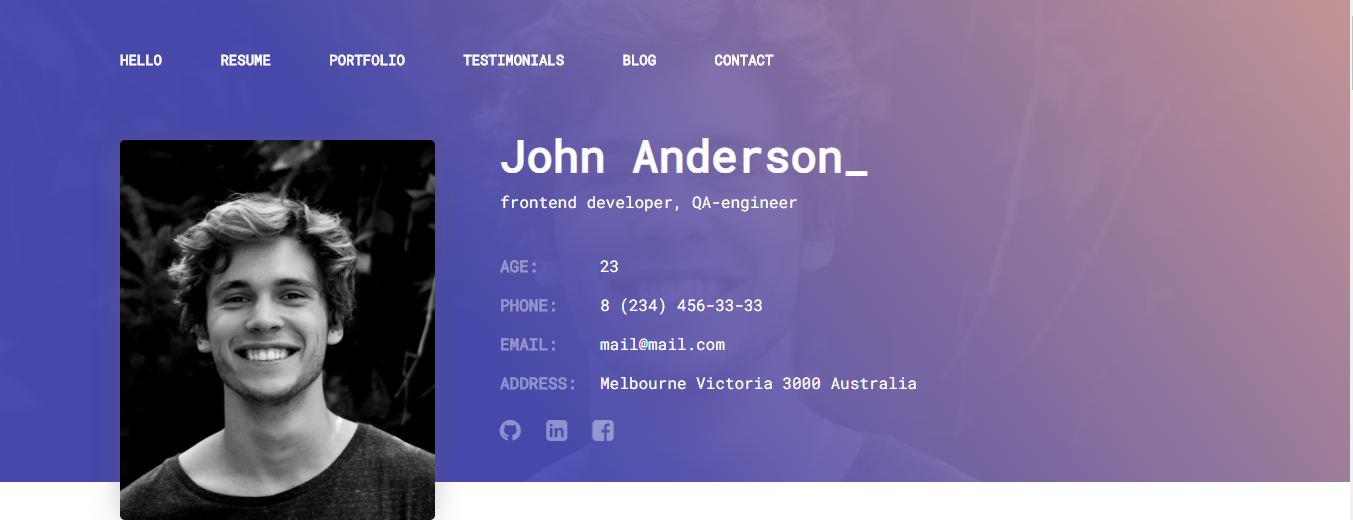 HELLO RESUME PORTFOLIO TESTIMONIALS BLOG CONTACT
John Anderson_
frontend developer, QA-engineer
AGE: 23
PHONE: 8 (234) 456-33-33
EMAIL: mail@mail.com
ADDRESS: Melbourne Victoria 3000 Australia
in